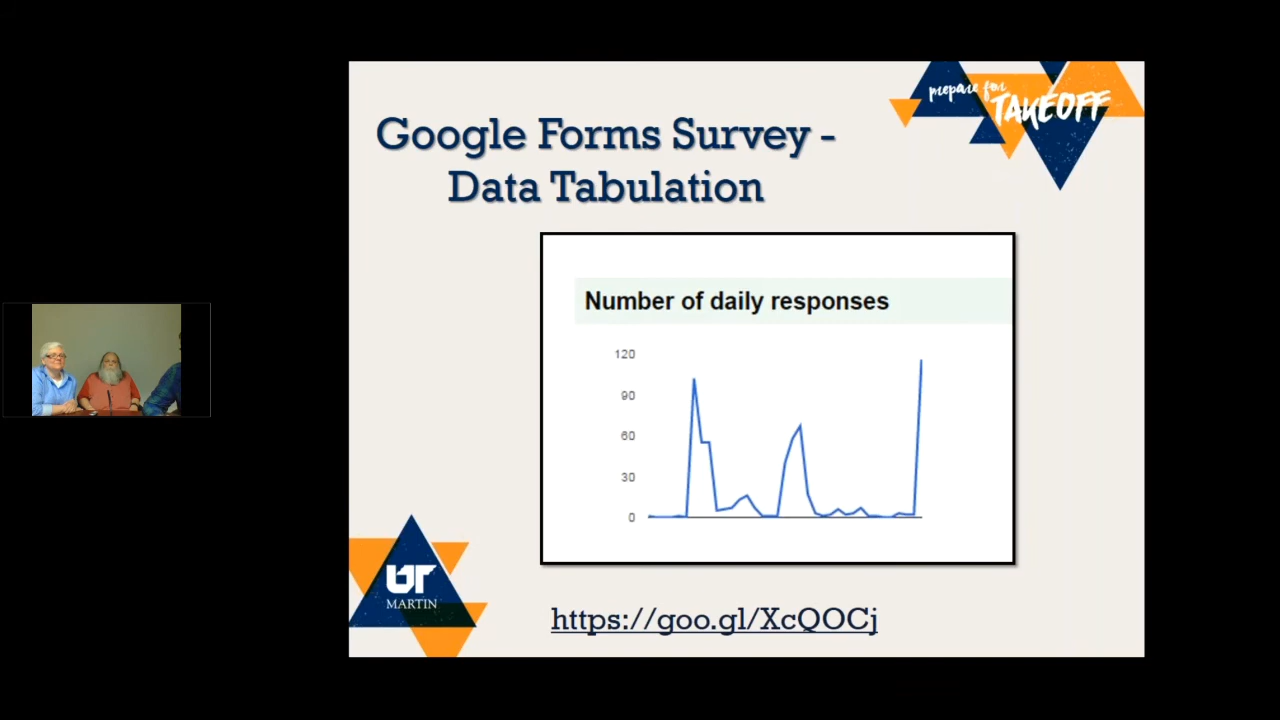 prepare for
TAKEOFF
Google Forms Survey -
Data Tabulation
Number of daily responses
120
90
60
30
0
UT
MARTIN
https://goo.gl/XcQOCj